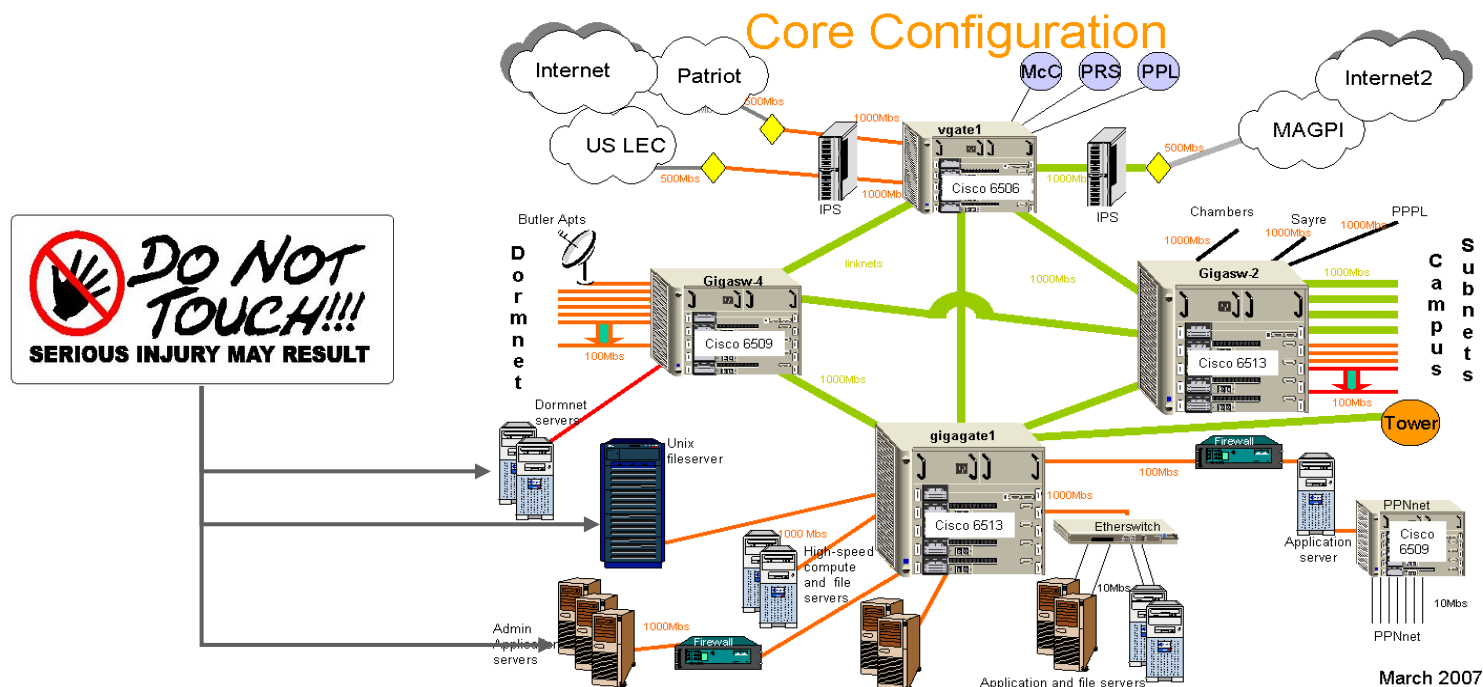 Core Configuration
Internet
Patriot
US LEC
500Mbs
500Mbs
1000Mbs
1000Mbs
IPS
McC
PRS
PPL
vgate1
Cisco 6506
1000Mbs
IPS
500Mbs
MAGPI
Internet2
DO NOT
TOUCH!!!
SERIOUS INJURY MAY RESULT
Butler Apts
Dormnet
100Mbs
Gigasw-4
Cisco 6509
linknets
1000Mbs
1000Mbs
Chambers
1000Mbs
Sayre
1000Mbs
PPPL
1000Mbs
Gigasw-2
Cisco 6513
1000Mbs
100Mbs
Campus
Subnets
Dormnet
servers
Unix
fileserver
gigagate1
Cisco 6513
Tower
Firewall
100Mbs
1000Mbs
Etherswitch
10Mbs
Application
server
PPNnet
Cisco
6509
10Mbs
PPNnet
1000 Mbs
High-speed
compute
and file
servers
Admin
Application
servers
1000Mbs
Firewall
Application and file servers
March 2007